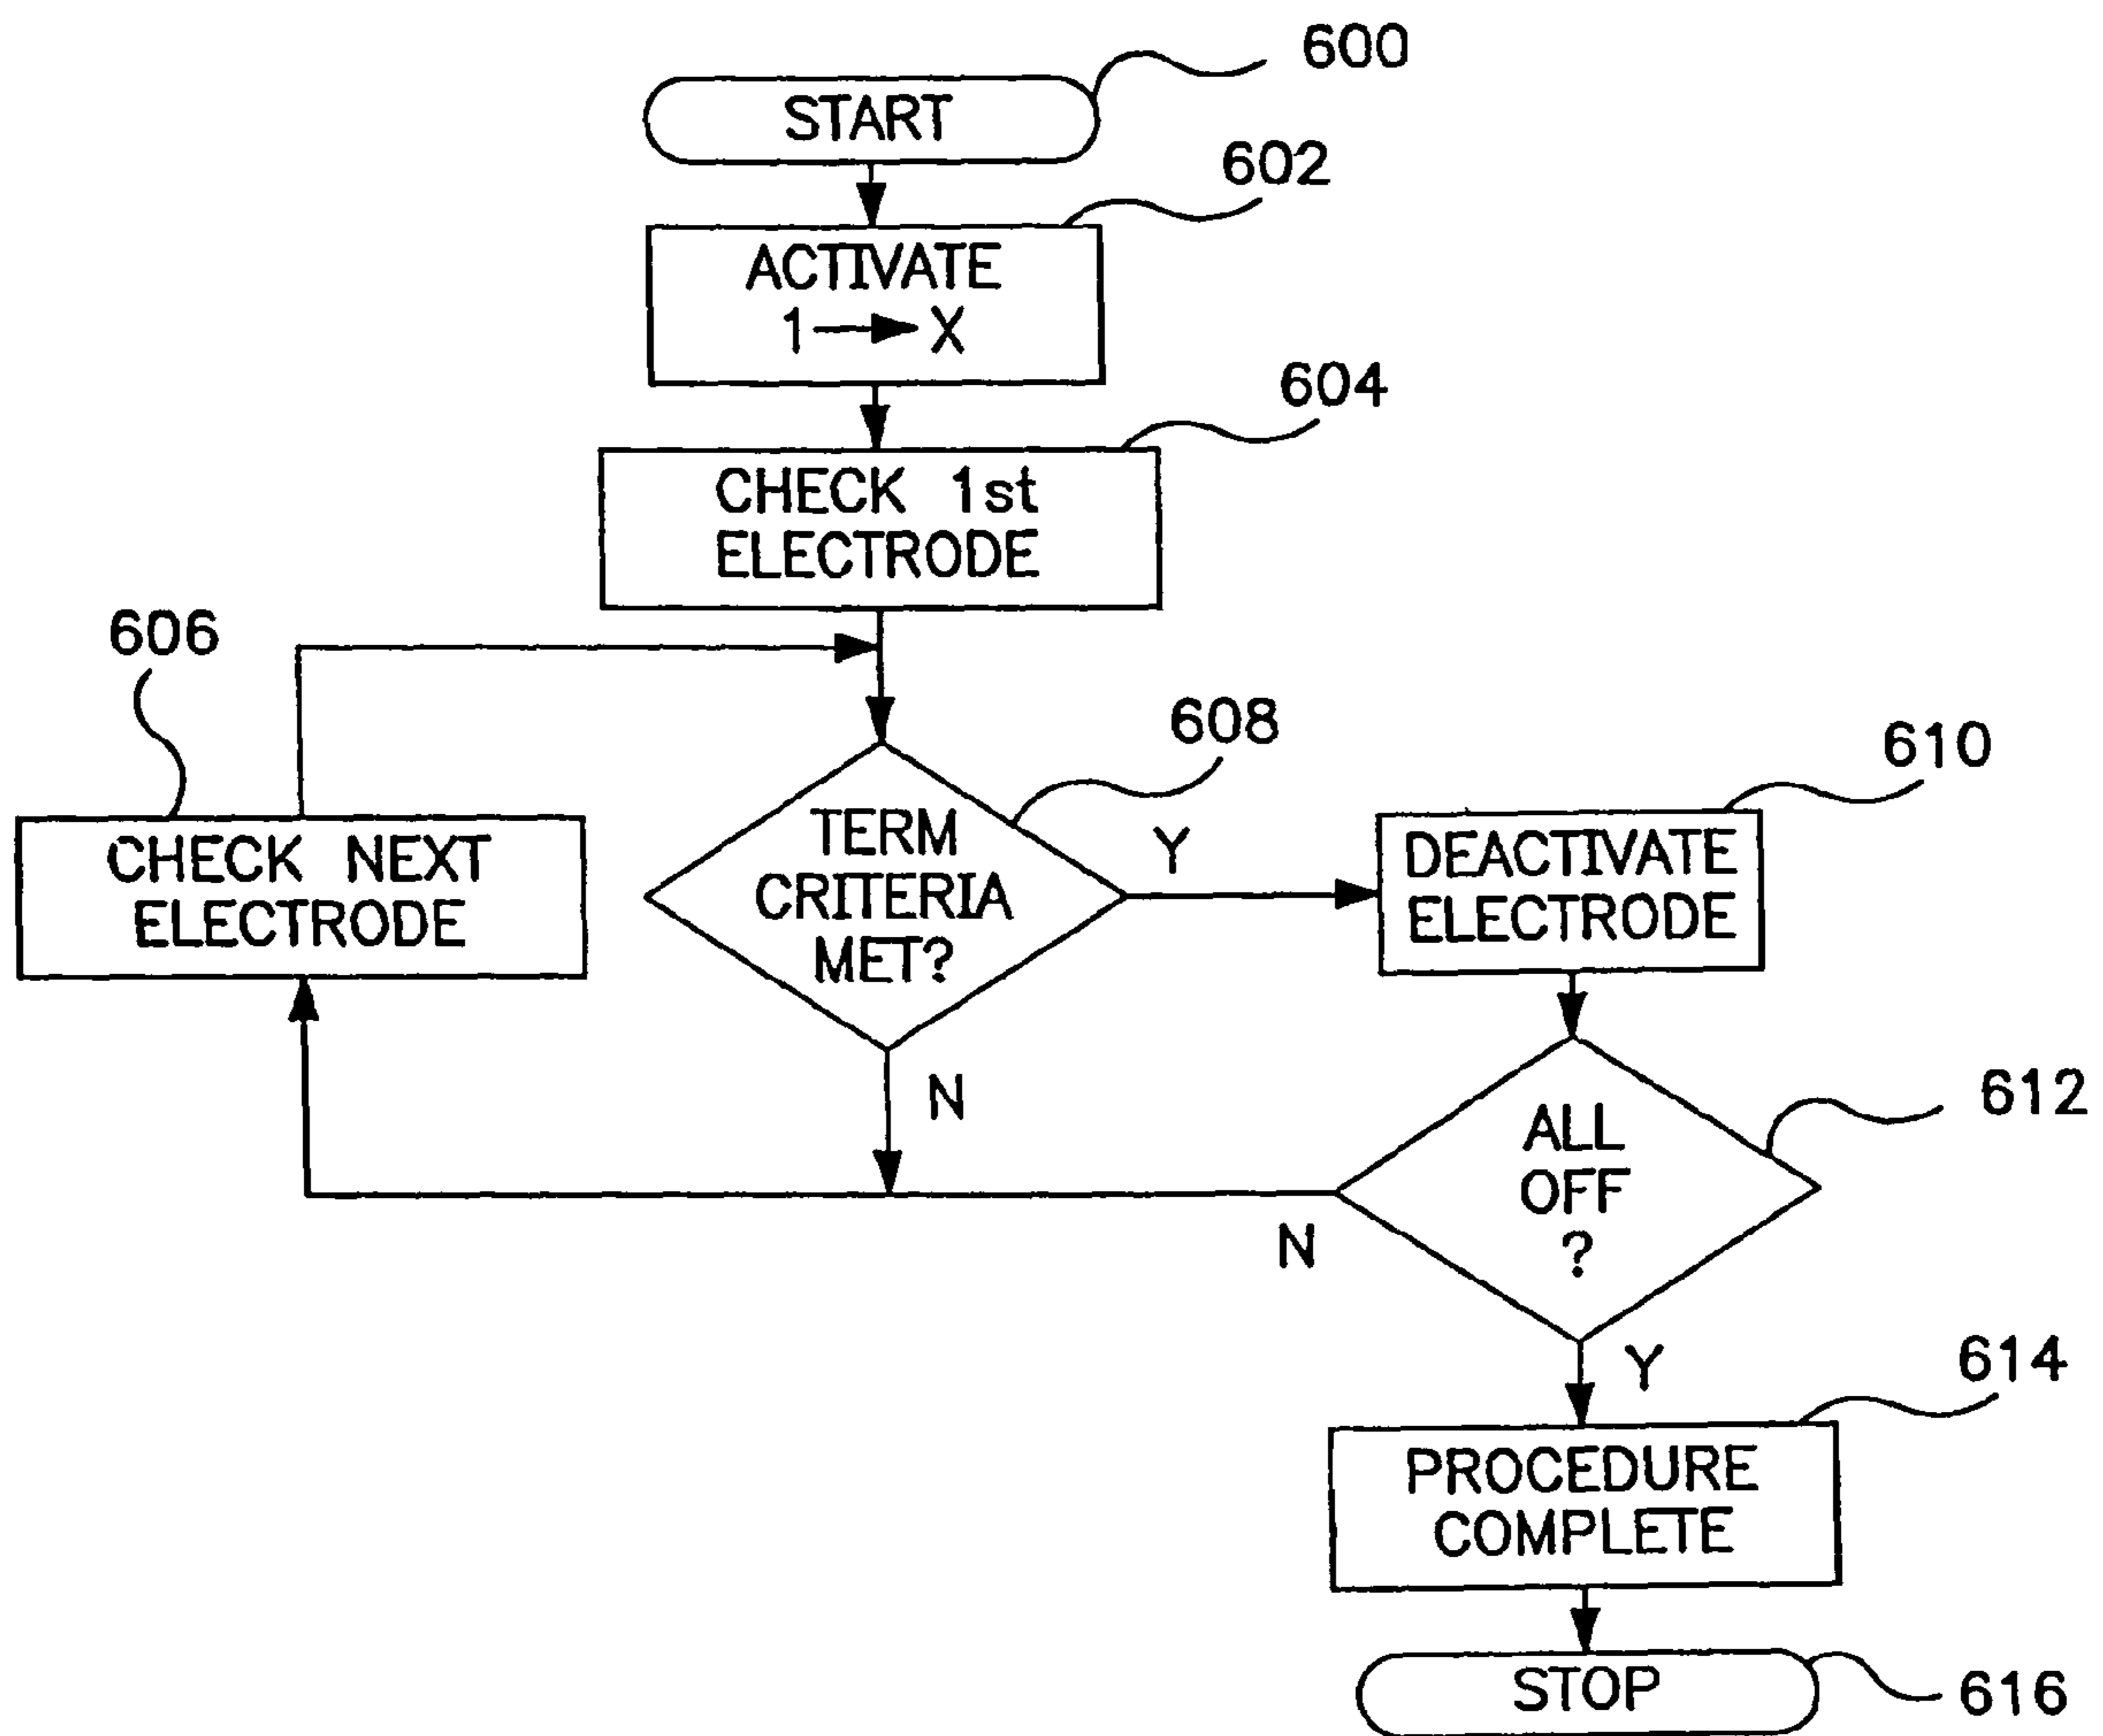 600
START
602
ACTIVATE
1 → X
604
CHECK 1st
ELECTRODE
606
CHECK NEXT
ELECTRODE
608
TERM
CRITERIA
MET?
Y
N
610
DEACTIVATE
ELECTRODE
612
ALL
OFF
?
N
Y
614
PROCEDURE
COMPLETE
STOP
616